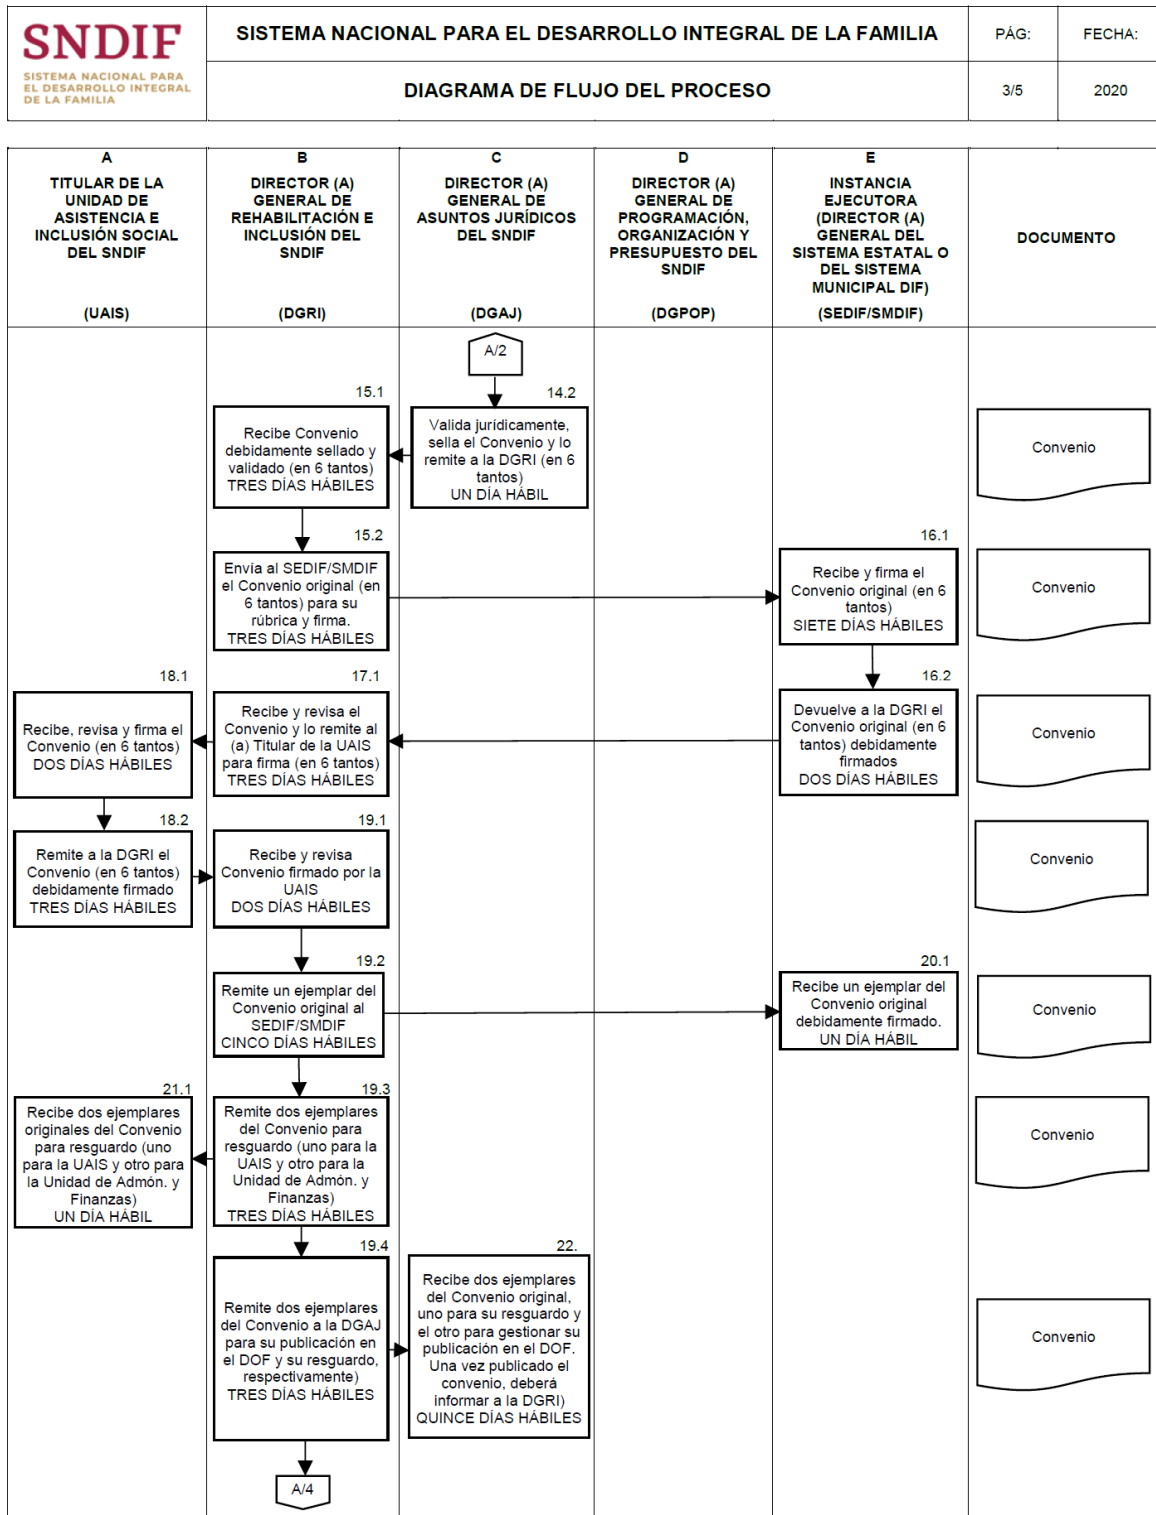 SNDIF
SISTEMA NACIONAL PARA
EL DESARROLLO INTEGRAL
DE LA FAMILIA
SISTEMA NACIONAL PARA EL DESARROLLO INTEGRAL DE LA FAMILIA
PÁG:
FECHA:
DIAGRAMA DE FLUJO DEL PROCESO
3/5
2020
A
TITULAR DE LA
UNIDAD DE
ASISTENCIA E
INCLUSIÓN SOCIAL
DEL SNDIF
(UAIS)
B
DIRECTOR (A)
GENERAL DE
REHABILITACIÓN E
INCLUSIÓN DEL
SNDIF
(DGRI)
C
DIRECTOR (A)
GENERAL DE
ASUNTOS JURÍDICOS
DEL SNDIF
(DGAJ)
D
DIRECTOR (A)
GENERAL DE
PROGRAMACIÓN,
ORGANIZACIÓN Y
PRESUPUESTO DEL
SNDIF
(DGPOP)
E
INSTANCIA
EJECUTORA
(DIRECTOR (A)
GENERAL DEL
SISTEMA ESTATAL O
DEL SISTEMA
MUNICIPAL DIF)
(SEDIF/SMDIF)
DOCUMENTO
A/2
15.1
Recibe Convenio
debidamente sellado y
validado (en 6 tantos)
TRES DÍAS HÁBILES
14.2
Valida jurídicamente,
sella el Convenio y lo
remite a la DGRI (en 6
tantos)
UN DÍA HÁBIL
Convenio
15.2
Envía al SEDIF/SMDIF
el Convenio original (en
6 tantos) para su
rúbrica y firma.
TRES DÍAS HÁBILES
16.1
Recibe y firma el
Convenio original (en 6
tantos)
SIETE DÍAS HÁBILES
Convenio
18.1
Recibe, revisa y firma el
Convenio (en 6 tantos)
DOS DÍAS HÁBILES
17.1
Recibe y revisa el
Convenio y lo remite al
(a) Titular de la UAIS
para firma (en 6 tantos)
TRES DÍAS HÁBILES
16.2
Devuelve a la DGRI el
Convenio original (en 6
tantos) debidamente
firmados
DOS DÍAS HÁBILES
Convenio
18.2
Remite a la DGRI el
Convenio (en 6 tantos)
debidamente firmado
TRES DÍAS HÁBILES
19.1
Recibe y revisa
Convenio firmado por la
UAIS
DOS DÍAS HÁBILES
Convenio
19.2
Remite un ejemplar del
Convenio original al
SEDIF/SMDIF
CINCO DÍAS HÁBILES
20.1
Recibe un ejemplar del
Convenio original
debidamente firmado.
UN DÍA HÁBIL
Convenio
21.1
Recibe dos ejemplares
originales del Convenio
para resguardo (uno
para la UAIS y otro para
la Unidad de Admón. y
Finanzas)
UN DÍA HÁBIL
19.3
Remite dos ejemplares
del Convenio para
resguardo (uno para la
UAIS y otro para la
Unidad de Admón. y
Finanzas)
TRES DÍAS HÁBILES
Convenio
19.4
Remite dos ejemplares
del Convenio a la DGAJ
para su publicación en
el DOF y su resguardo,
respectivamente)
TRES DÍAS HÁBILES
22.
Recibe dos ejemplares
del Convenio original,
uno para su resguardo y
el otro para gestionar su
publicación en el DOF.
Una vez publicado el
convenio, deberá
informar a la DGRI)
QUINCE DÍAS HÁBILES
Convenio
A/4